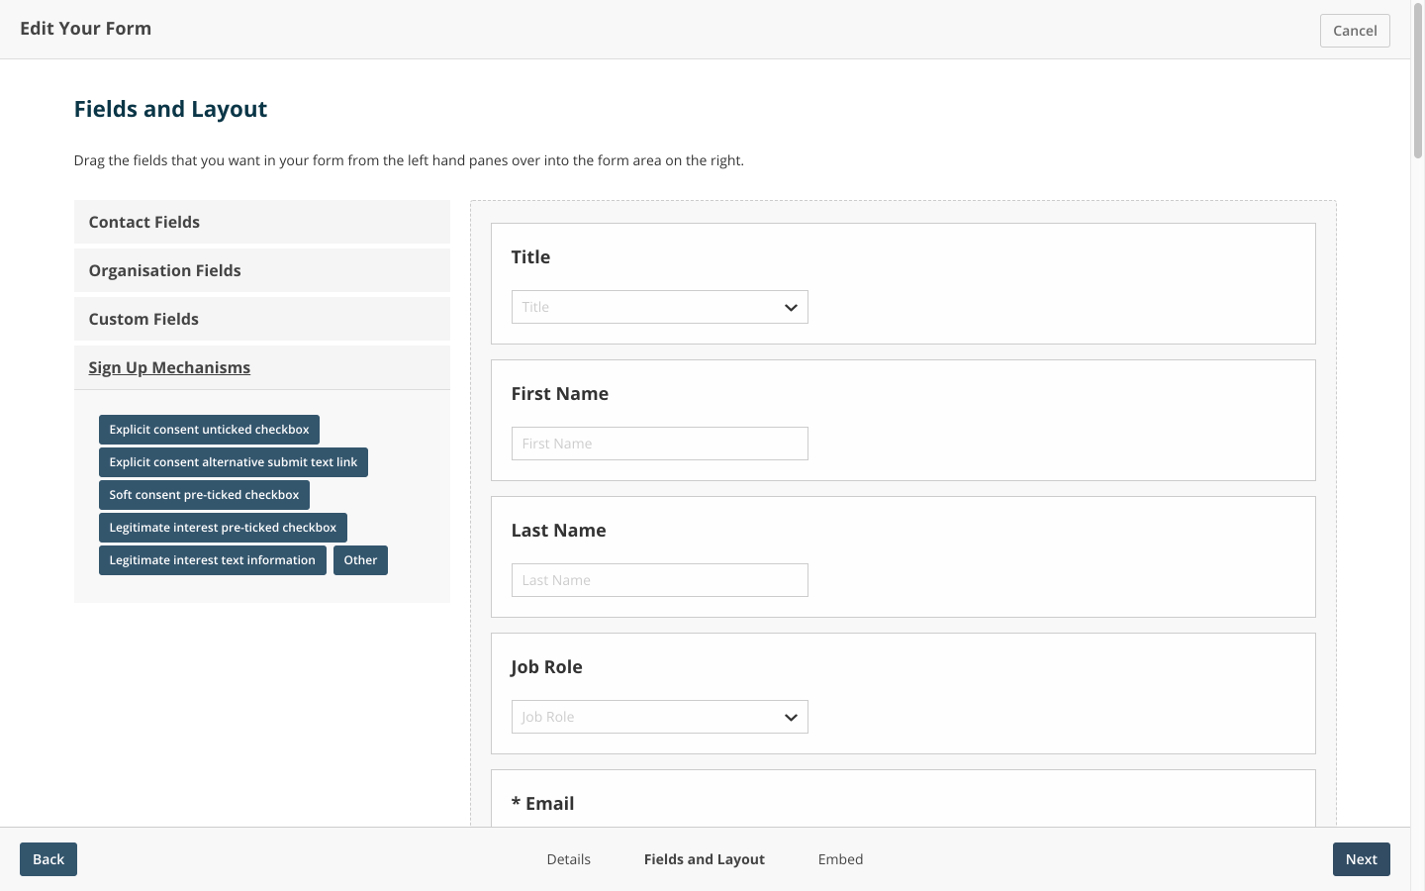 Edit Your Form
Cancel
Fields and Layout
Drag the fields that you want in your form from the left hand panes over into the form area on the right.
Contact Fields
Organisation Fields
Custom Fields
Sign Up Mechanisms
Explicit consent unticked checkbox
Explicit consent alternative submit text link
Soft consent pre-ticked checkbox
Legitimate interest pre-ticked checkbox
Legitimate interest text information
Other
Title
Title
First Name
First Name
Last Name
Last Name
Job Role
Job Role
* Email
Back
Details
Fields and Layout
Embed
Next